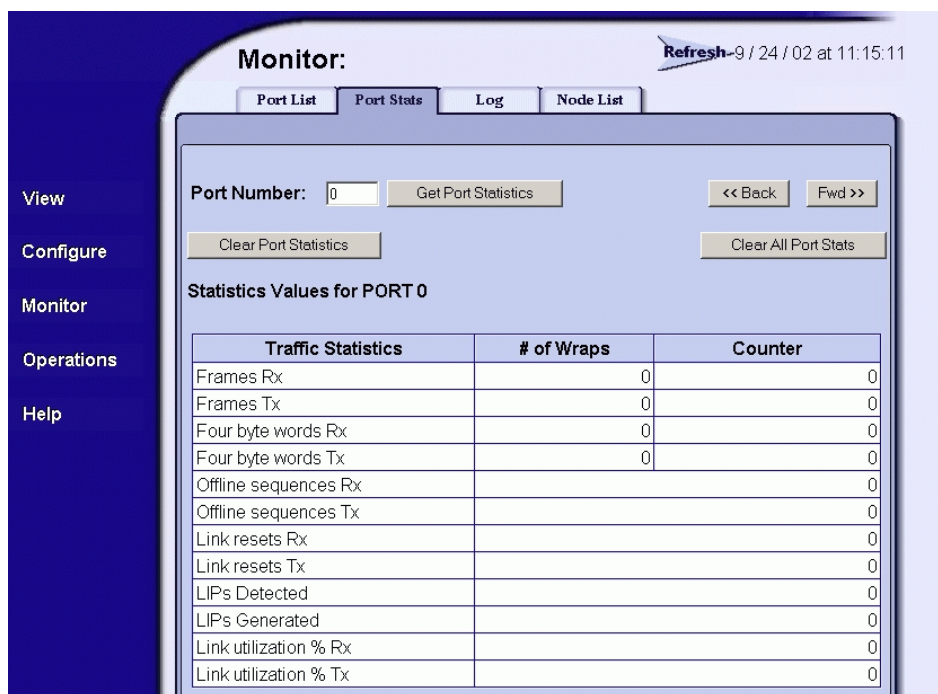 Monitor:
Refresh-9 / 24 / 02 at 11:15:11
Port List Port Stats Log Node List
View
Configure
Monitor
Operations
Help
Port Number: 0 Get Port Statistics << Back Fwd >>
Clear Port Statistics Clear All Port Stats
Statistics Values for PORT 0
Traffic Statistics # of Wraps Counter
Frames Rx 0 0
Frames Tx 0 0
Four byte words Rx 0 0
Four byte words Tx 0 0
Offline sequences Rx 0
Offline sequences Tx 0
Link resets Rx 0
Link resets Tx 0
LIPs Detected 0
LIPs Generated 0
Link utilization % Rx 0
Link utilization % Tx 0